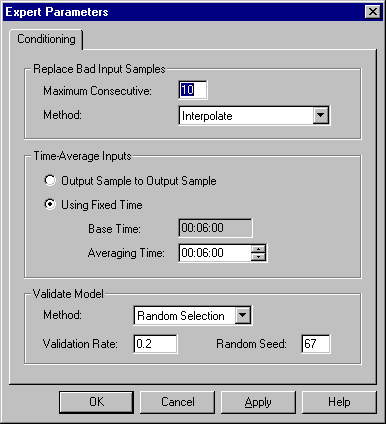 Expert Parameters
Conditioning
Replace Bad Input Samples
Maximum Consecutive: 10
Method: Interpolate
Time-Average Inputs
Output Sample to Output Sample
Using Fixed Time
Base Time: 00:06:00
Averaging Time: 00:06:00
Validate Model
Method: Random Selection
Validation Rate: 0.2 Random Seed: 67
OK Cancel Apply Help